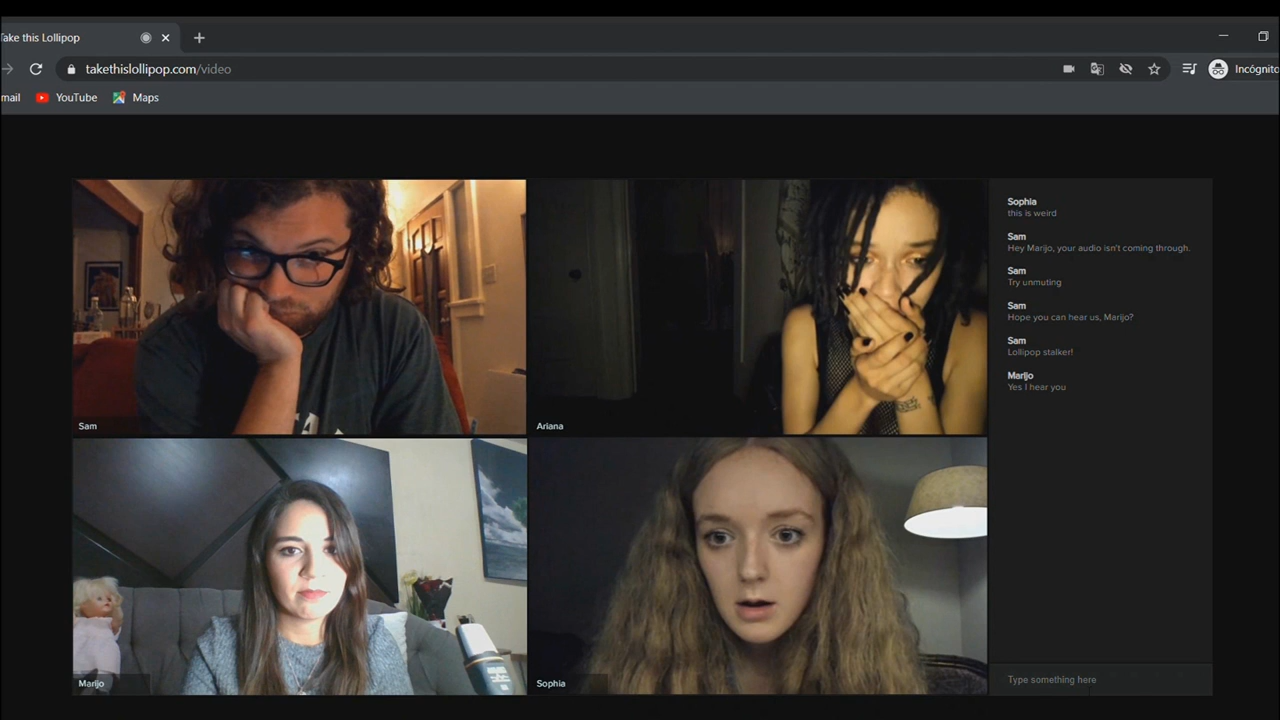 Take this Lollipop
takethislollipop.com/video
Incógnito
mail
YouTube
Maps
Sam
Ariana
Marijo
Sophia
Sophia
this is weird
Sam
Hey Marijo, your audio isn't coming through.
Sam
Try unmuting
Sam
Hope you can hear us, Marijo?
Sam
Lollipop stalker!
Marijo
Yes I hear you
Type something here